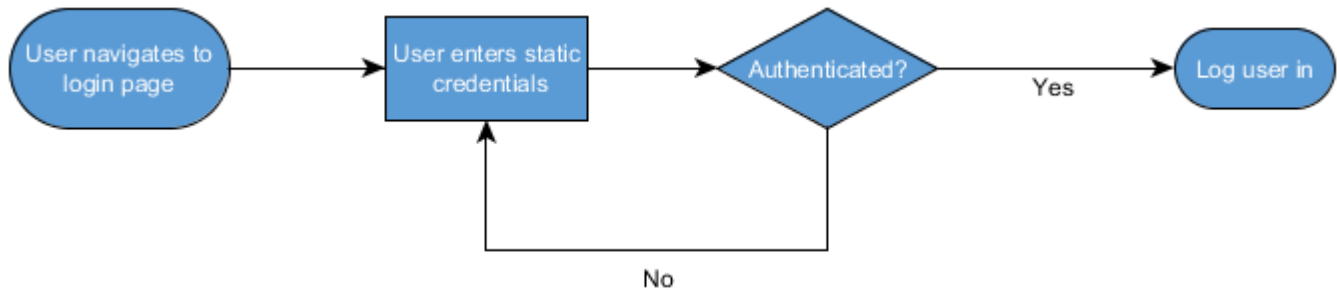 User navigates to
login page
User enters static
credentials
Authenticated?
Yes
Log user in
No